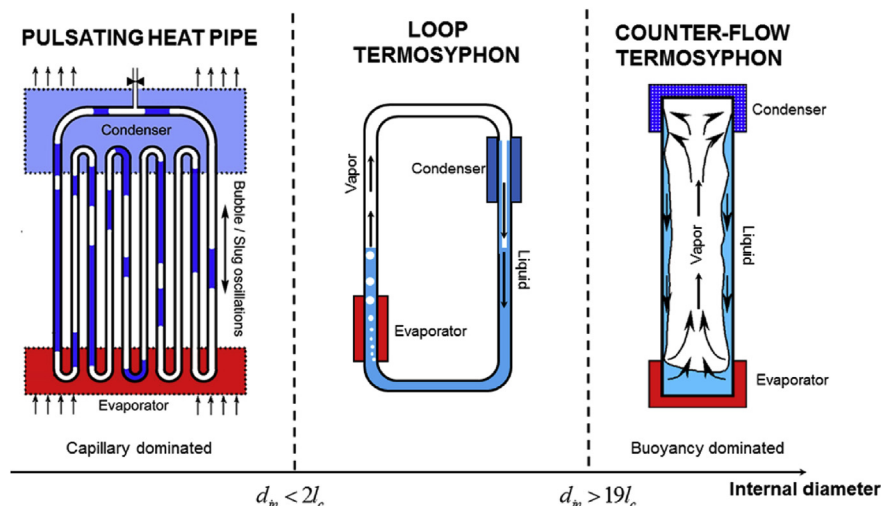 PULSATING HEAT PIPE
Condenser
Bubble / Slug oscillations
Evaporator
Capillary dominated
LOOP
TERMOSYPHON
Vapor
Condenser
Liquid
Evaporator
COUNTER-FLOW
TERMOSYPHON
Condenser
Vapor
Liquid
Evaporator
Buoyancy dominated
d_in < 2l_c
d_in > 19l_c
Internal diameter